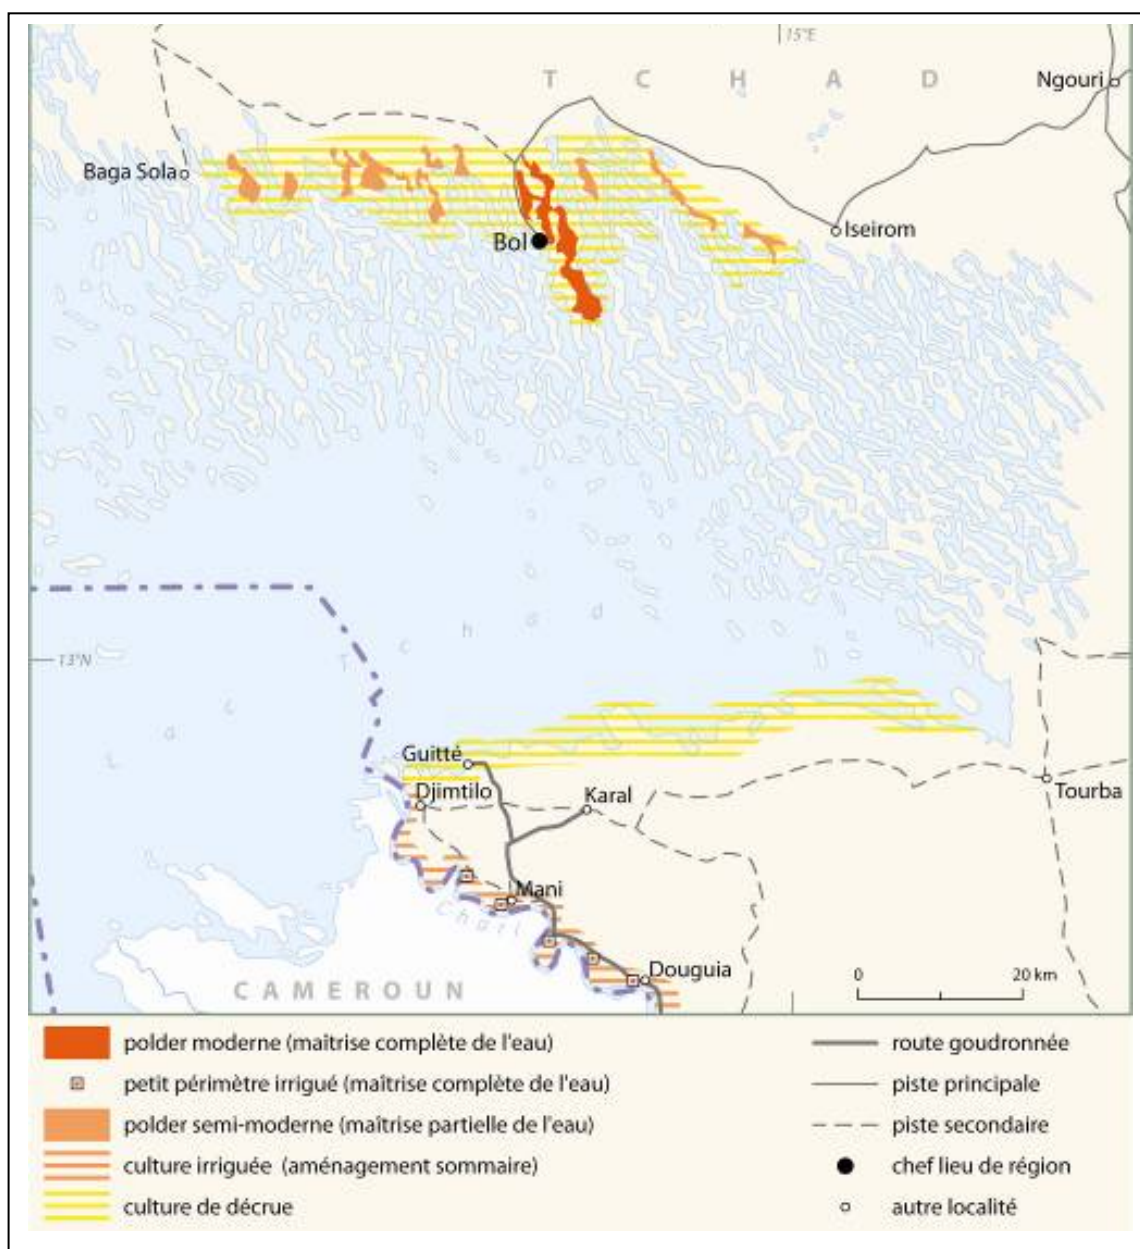 15°E
T C H A D
Ngouri
Baga Sola
Bol
Iseirom
13°N
L a c T c h a d
Guitté
Djimtilo
Karal
Tourba
Mani
Chari
Douguia
CAMEROUN
0 20 km
polder moderne (maîtrise complète de l'eau)
petit périmètre irrigué (maîtrise complète de l'eau)
polder semi-moderne (maîtrise partielle de l'eau)
culture irriguée (aménagement sommaire)
culture de décrue
route goudronnée
piste principale
piste secondaire
chef lieu de région
autre localité